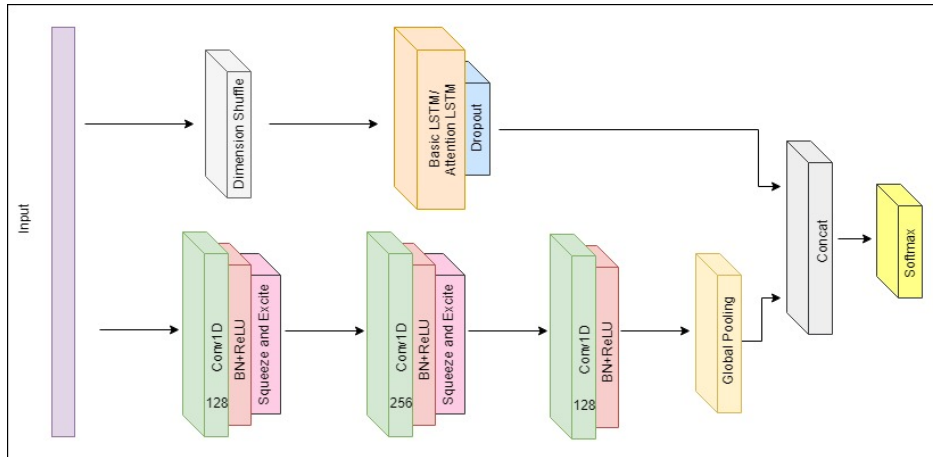 Input
Dimension Shuffle
Basic LSTM/
Attention LSTM
Dropout
Conv1D
128
BN+ReLU
Squeeze and Excite
Conv1D
256
BN+ReLU
Squeeze and Excite
Conv1D
128
BN+ReLU
Global Pooling
Concat
Softmax